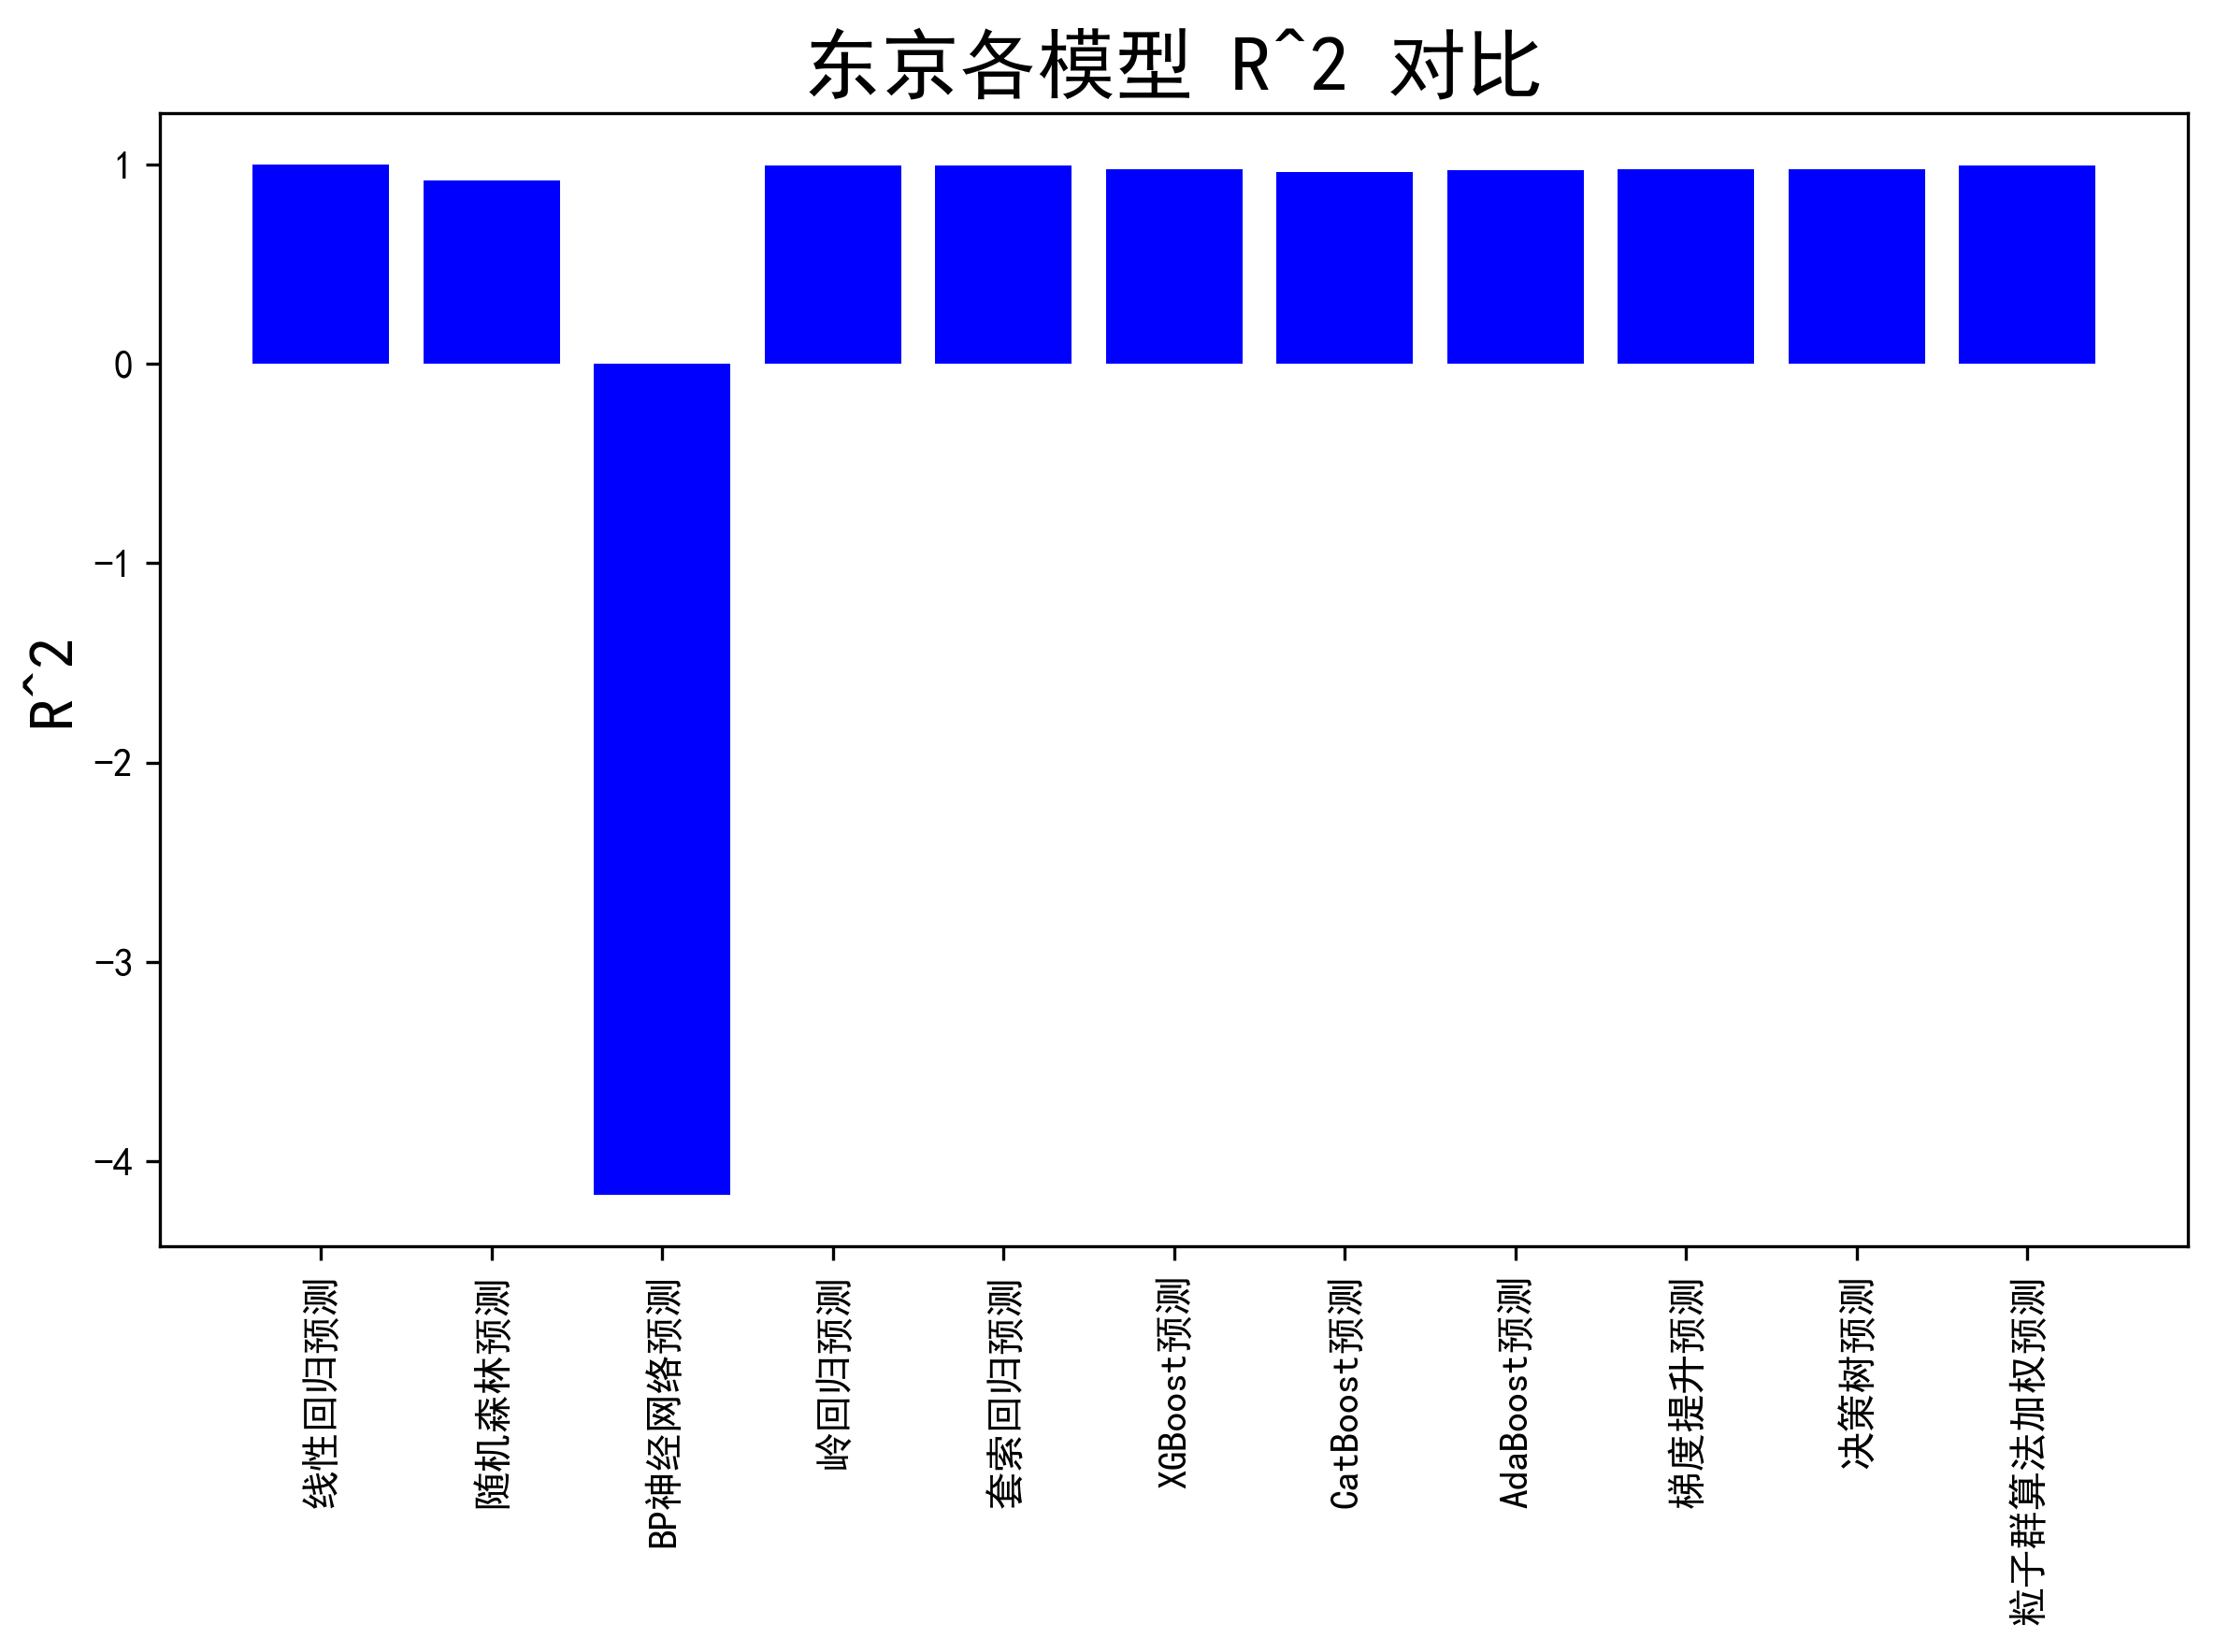 东京各模型 R^2 对比
R^2
1
0
−1
−2
−3
−4
线性回归预测
随机森林预测
BP神经网络预测
岭回归预测
套索回归预测
XGBoost预测
CatBoost预测
AdaBoost预测
梯度提升预测
决策树预测
粒子群算法加权预测